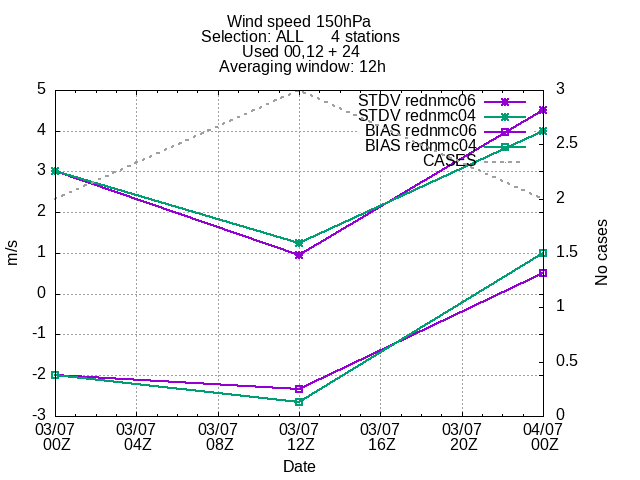 Wind speed 150hPa
Selection: ALL 4 stations
Used 00,12 + 24
Averaging window: 12h
STDV rednmc06
STDV rednmc04
BIAS rednmc06
BIAS rednmc04
CASES
5
4
3
2
1
0
-1
-2
-3
m/s
3
2.5
2
1.5
1
0.5
0
No cases
03/07 03/07 03/07 03/07 03/07 03/07 04/07
00Z 04Z 08Z 12Z 16Z 20Z 00Z
Date